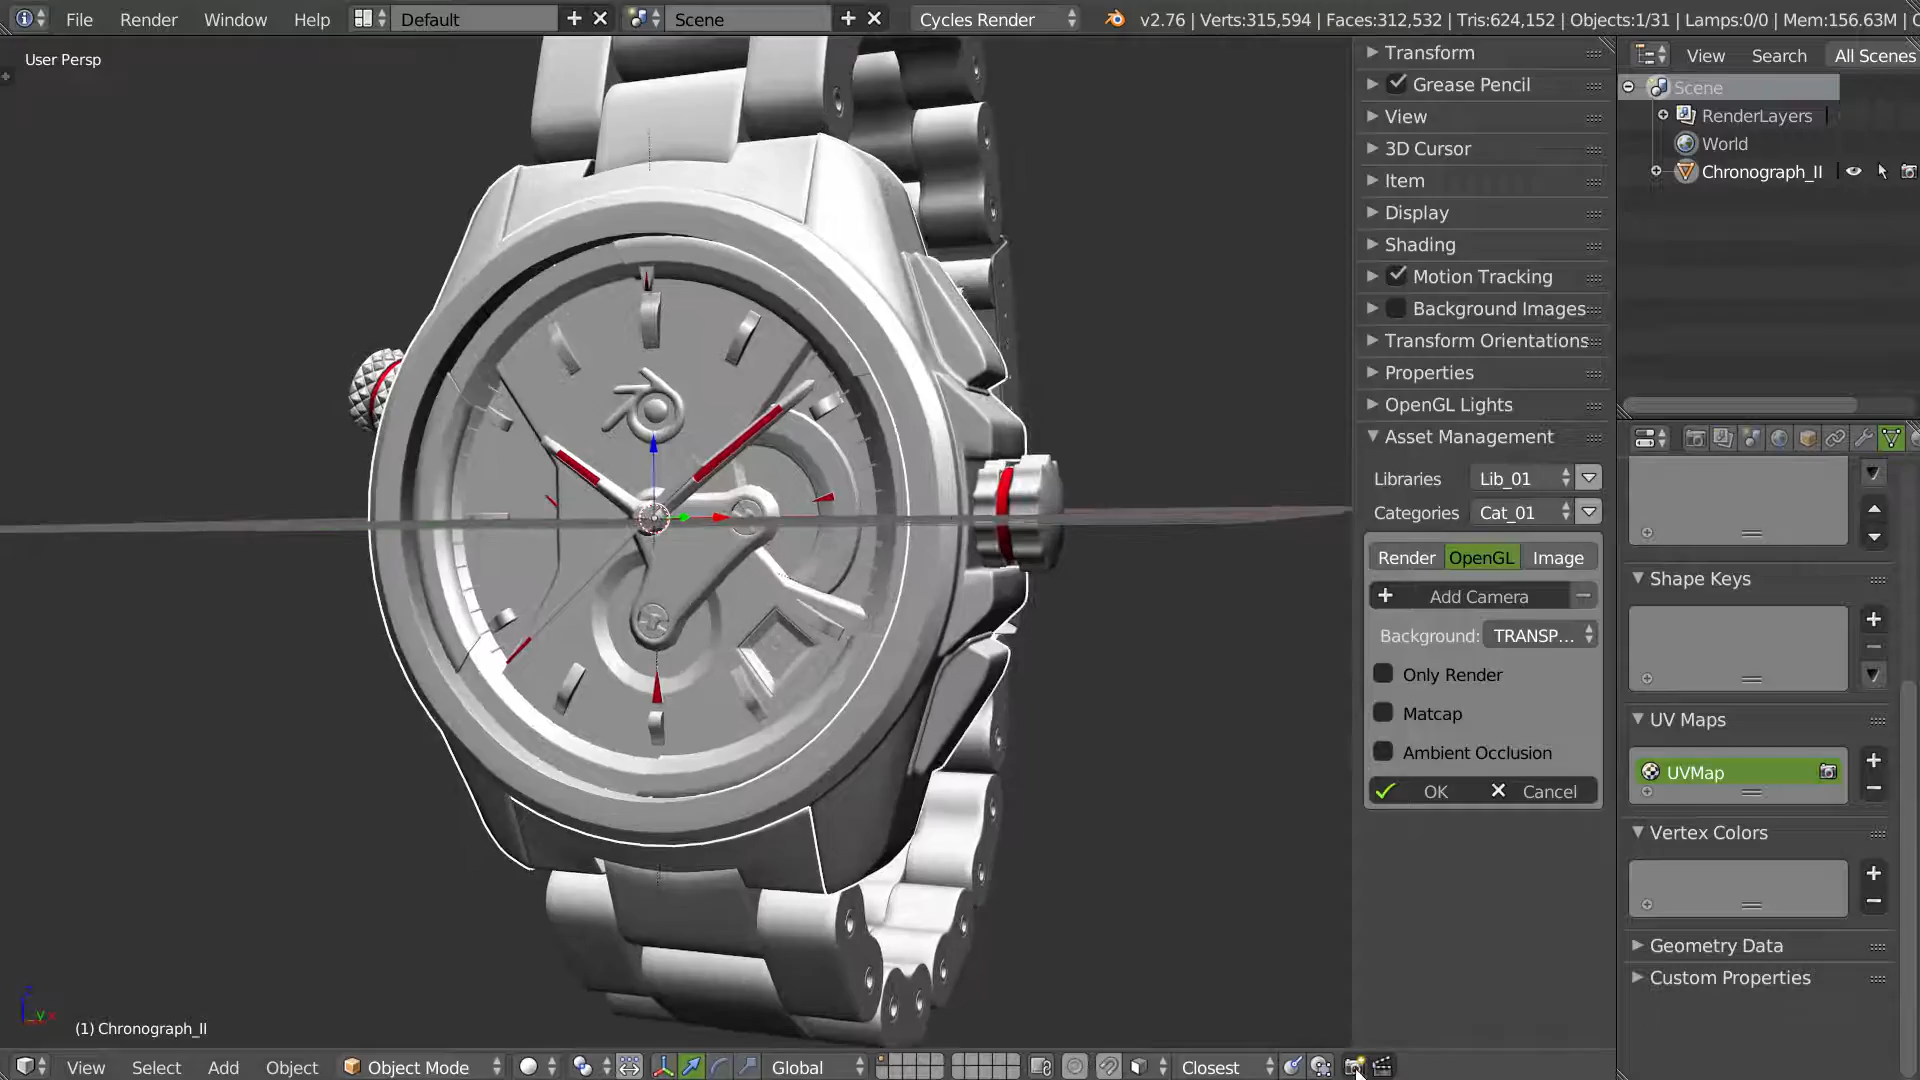 File Render Window Help Default Scene Cycles Render v2.76 | Verts:315,594 | Faces:312,532 | Tris:624,152 | Objects:1/31 | Lamps:0/0 | Mem:156.63M |
User Persp
Transform
Grease Pencil
View
3D Cursor
Item
Display
Shading
Motion Tracking
Background Images
Transform Orientations
Properties
OpenGL Lights
Asset Management
Libraries Lib_01
Categories Cat_01
Render OpenGL Image
Add Camera
Background: TRANSP...
Only Render
Matcap
Ambient Occlusion
OK Cancel
View Search All Scenes
Scene
RenderLayers
World
Chronograph_II
Shape Keys
UV Maps
UVMap
Vertex Colors
Geometry Data
Custom Properties
(1) Chronograph_II
View Select Add Object Object Mode Global Closest